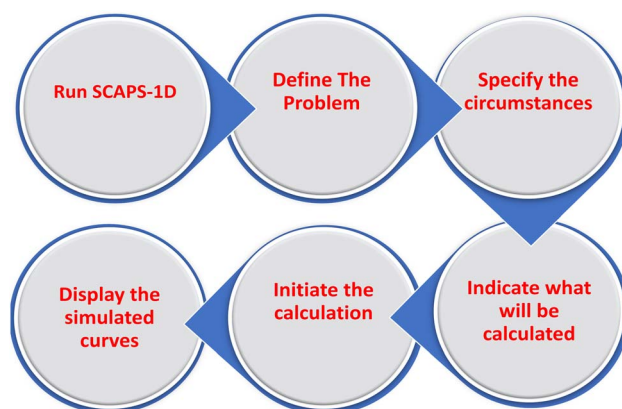 Run SCAPS-1D
Define The
Problem
Specify the
circumstances
Indicate what
will be
calculated
Initiate the
calculation
Display the
simulated
curves